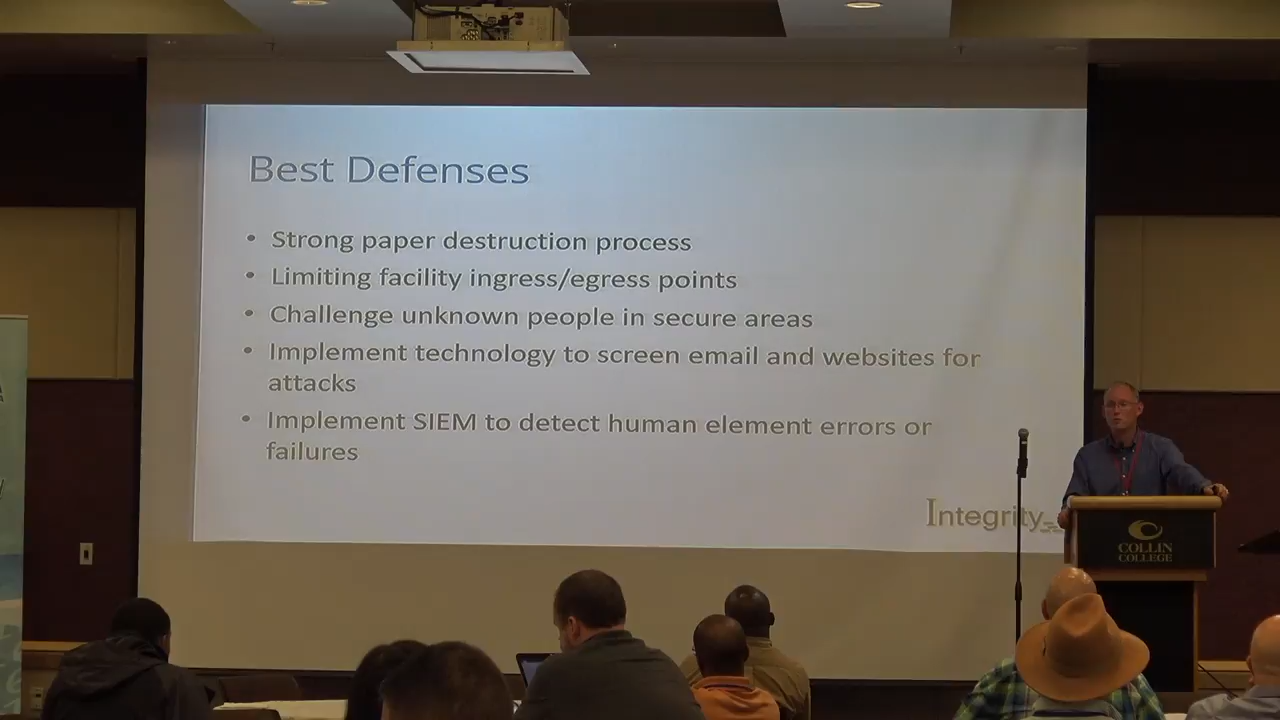 Best Defenses
• Strong paper destruction process
• Limiting facility ingress/egress points
• Challenge unknown people in secure areas
• Implement technology to screen email and websites for
attacks
• Implement SIEM to detect human element errors or
failures
Integrity
COLLIN
COLLEGE